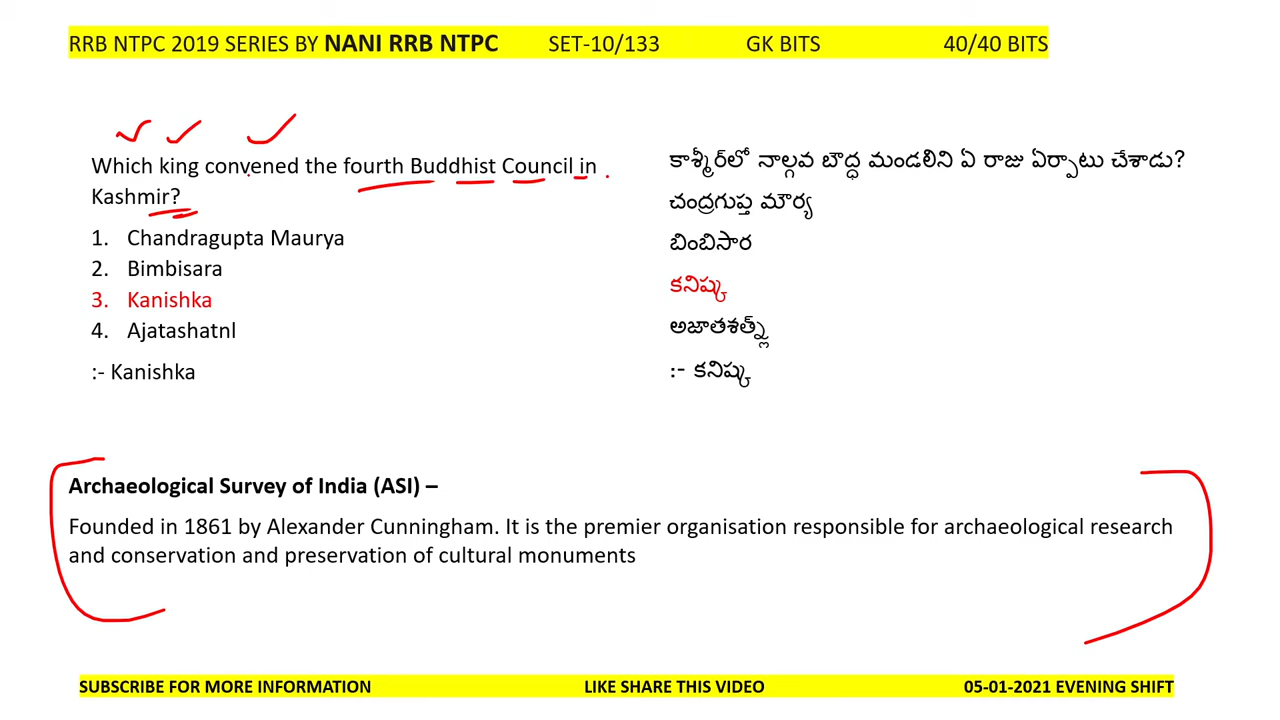 RRB NTPC 2019 SERIES BY NANI RRB NTPC SET-10/133 GK BITS 40/40 BITS
Which king convened the fourth Buddhist Council in
Kashmir?
1. Chandragupta Maurya
2. Bimbisara
3. Kanishka
4. Ajatashatnl
:- Kanishka
కాశ్మీర్‌లో నాల్గవ బౌద్ధ మండలిని ఏ రాజు ఏర్పాటు చేశాడు?
చంద్రగుప్త మౌర్య
బింబిసార
కనిష్కు
అజాతశత్న్ల్
:- కనిష్కు
Archaeological Survey of India (ASI) –
Founded in 1861 by Alexander Cunningham. It is the premier organisation responsible for archaeological research
and conservation and preservation of cultural monuments
SUBSCRIBE FOR MORE INFORMATION LIKE SHARE THIS VIDEO 05-01-2021 EVENING SHIFT